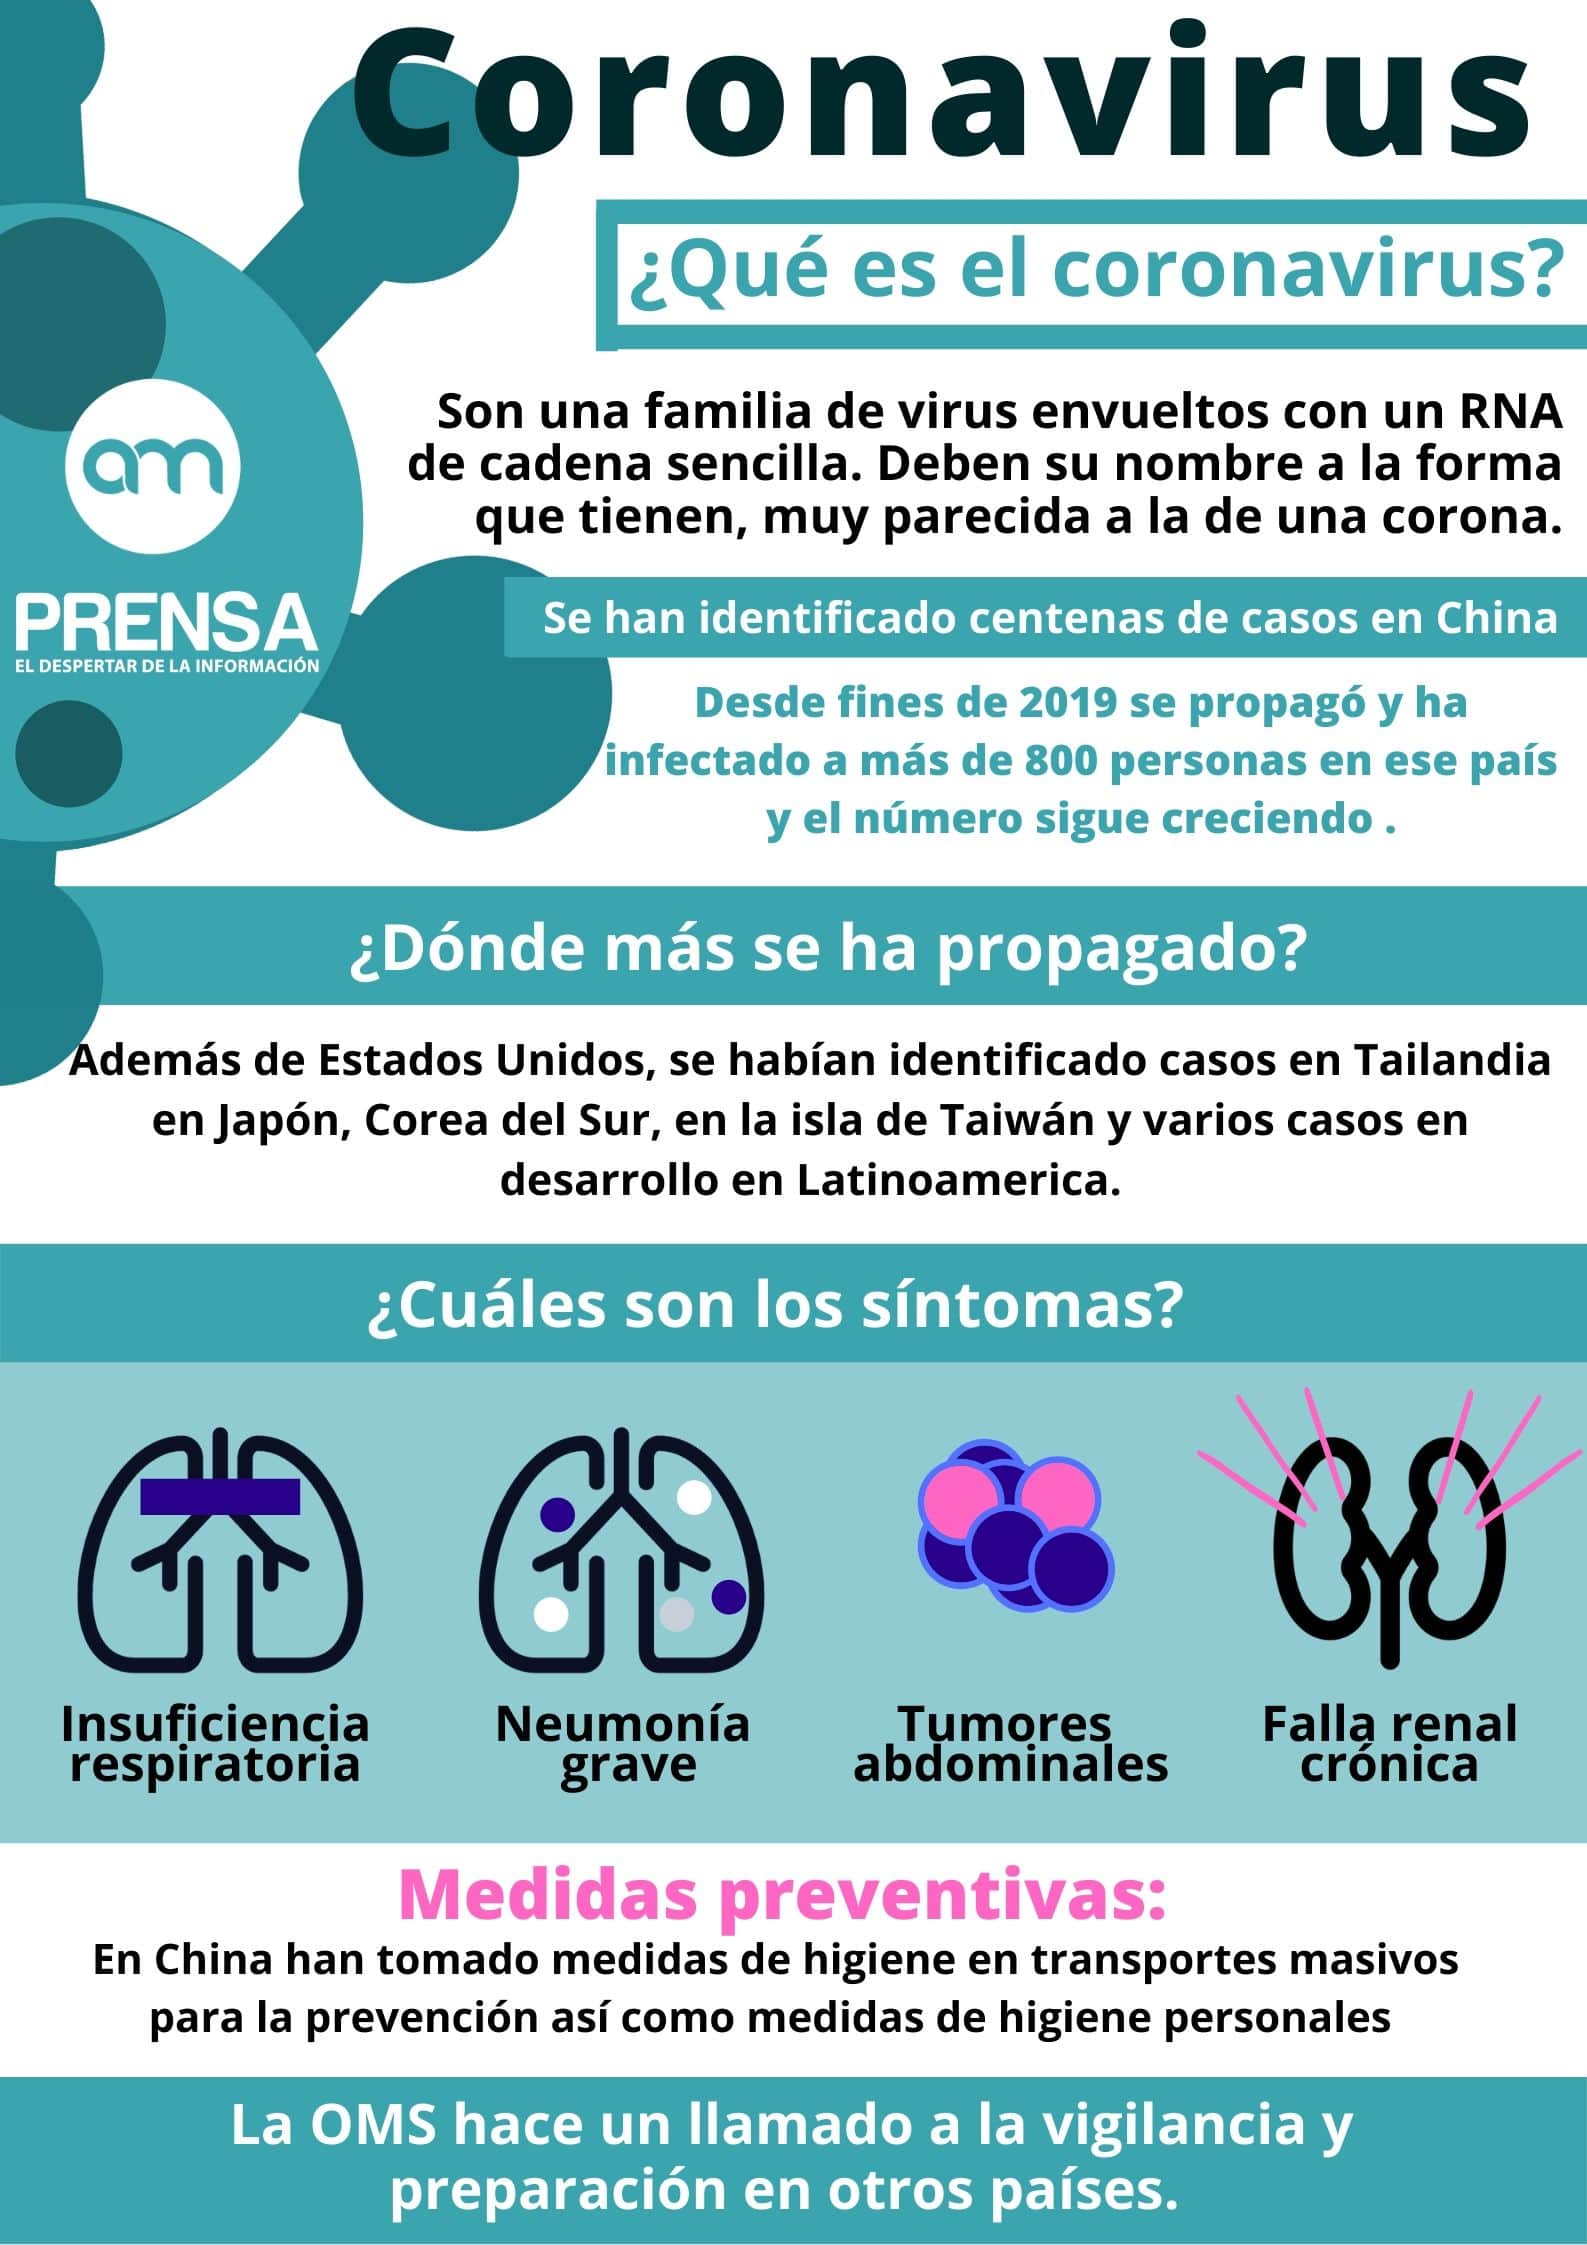 Coronavirus
¿Qué es el coronavirus?
Son una familia de virus envueltos con un RNA
de cadena sencilla. Deben su nombre a la forma
que tienen, muy parecida a la de una corona.
am
PRENSA
EL DESPERTAR DE LA INFORMACIÓN
Se han identificado centenas de casos en China
Desde fines de 2019 se propagó y ha
infectado a más de 800 personas en ese país
y el número sigue creciendo .
¿Dónde más se ha propagado?
Además de Estados Unidos, se habían identificado casos en Tailandia
en Japón, Corea del Sur, en la isla de Taiwán y varios casos en
desarrollo en Latinoamerica.
¿Cuáles son los síntomas?
Insuficiencia
respiratoria
Neumonía
grave
Tumores
abdominales
Falla renal
crónica
Medidas preventivas:
En China han tomado medidas de higiene en transportes masivos
para la prevención así como medidas de higiene personales
La OMS hace un llamado a la vigilancia y
preparación en otros países.